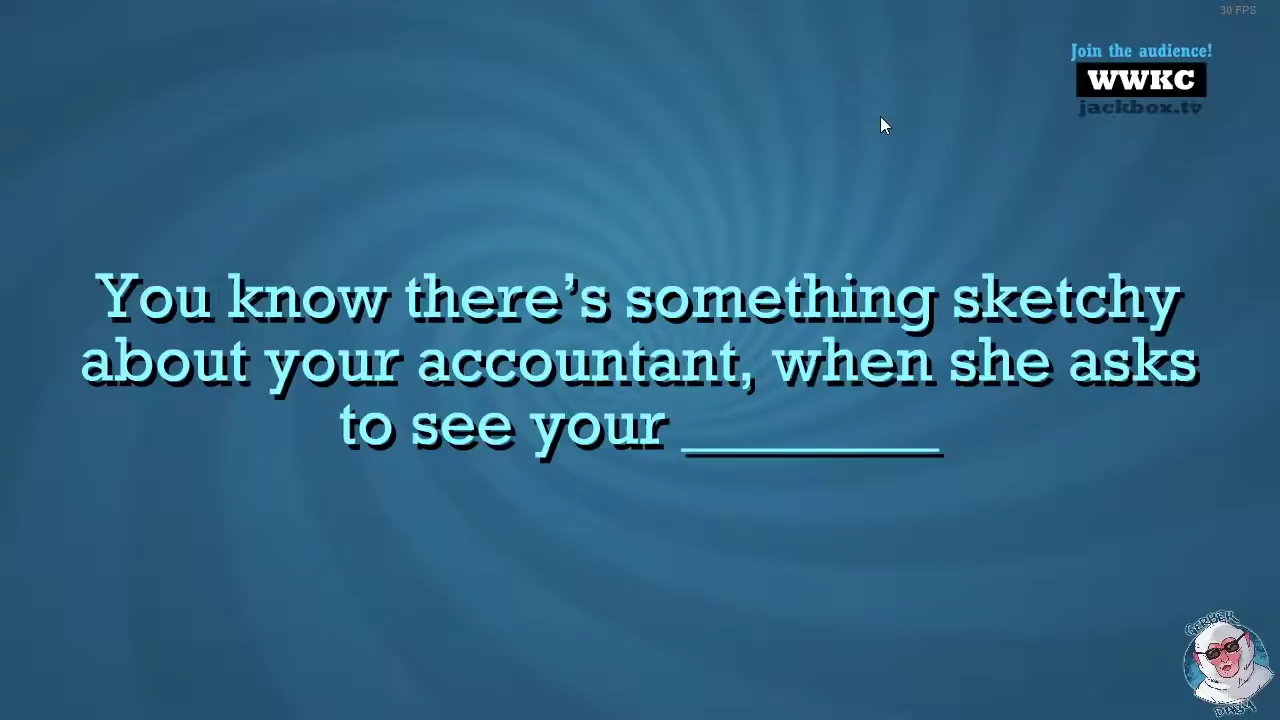 30 FPS
Join the audience!
WWKC
jackbox.tv
You know there's something sketchy
about your accountant, when she asks
to see your _________